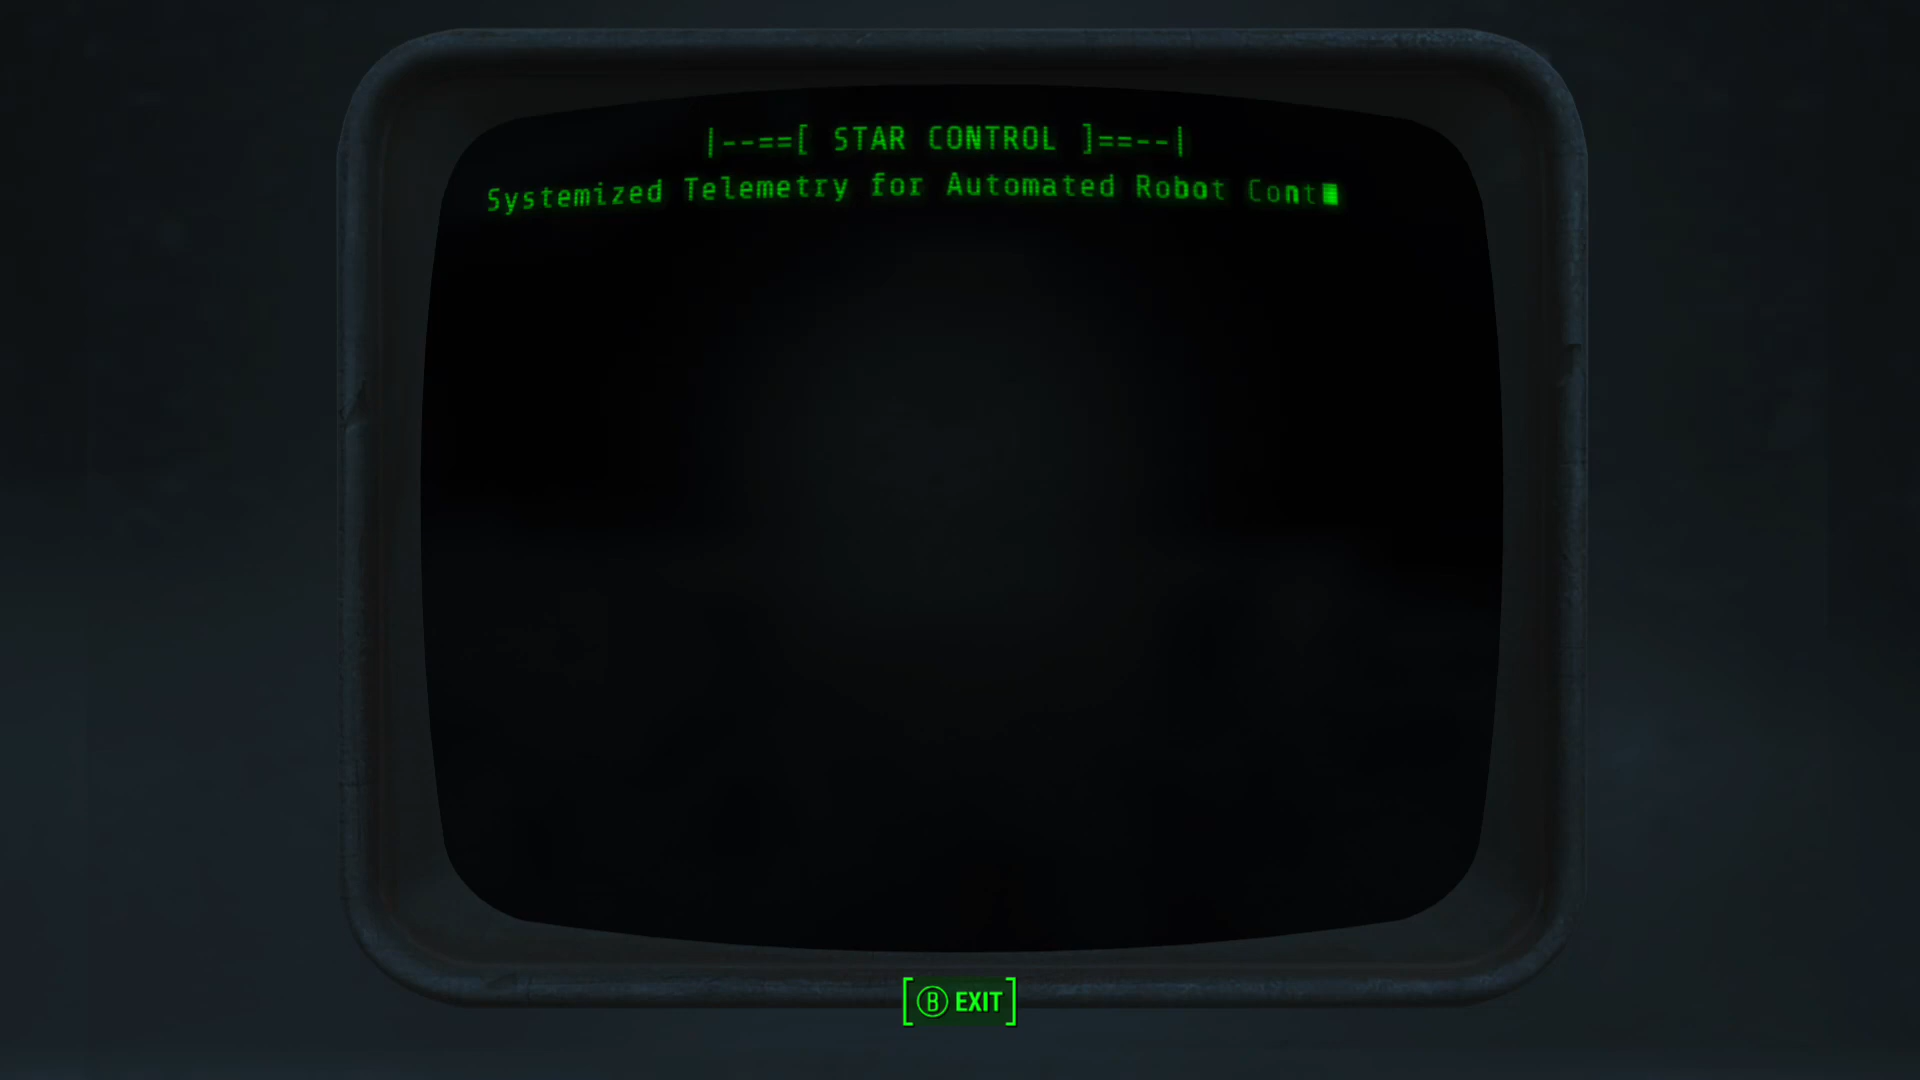 |--==[ STAR CONTROL ]==--|
Systemized Telemetry for Automated Robot Cont
[Ⓑ EXIT]